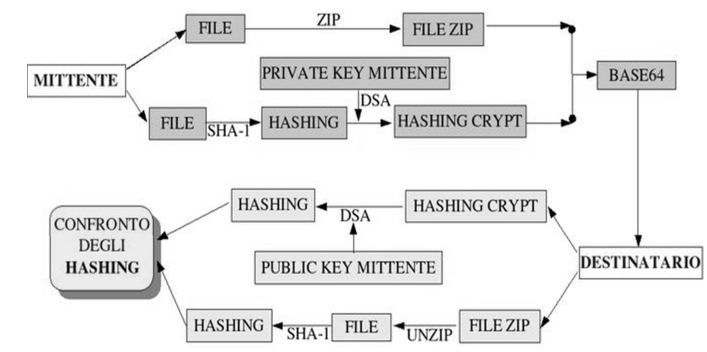 FILE
ZIP
FILE ZIP
MITTENTE
PRIVATE KEY MITTENTE
BASE64
DSA
FILE
SHA-1
HASHING
HASHING CRYPT
CONFRONTO
DEGLI
HASHING
HASHING
DSA
HASHING CRYPT
PUBLIC KEY MITTENTE
DESTINATARIO
HASHING
SHA-1
FILE
UNZIP
FILE ZIP